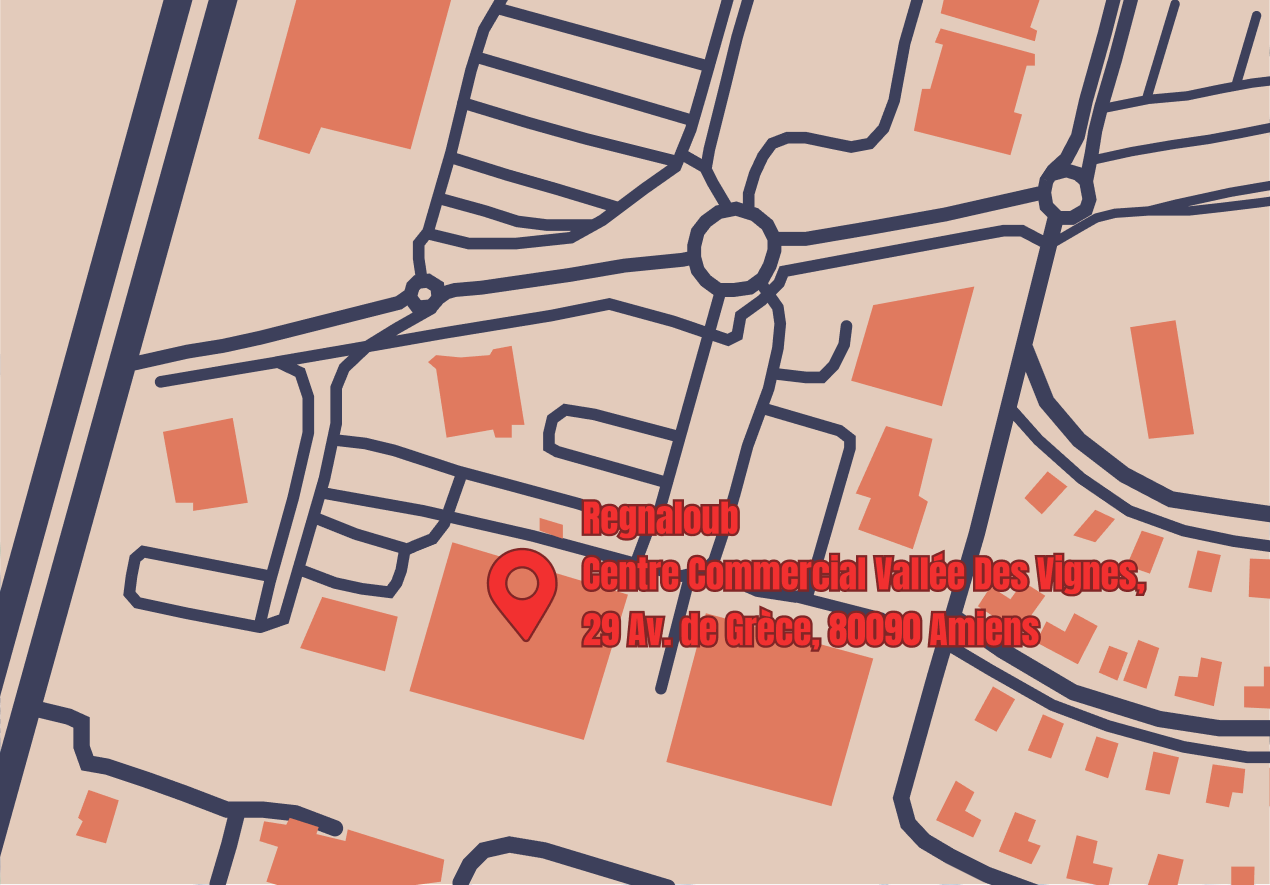 Regnaloub
Centre Commercial Vallée Des Vignes,
29 Av. de Grèce, 80090 Amiens